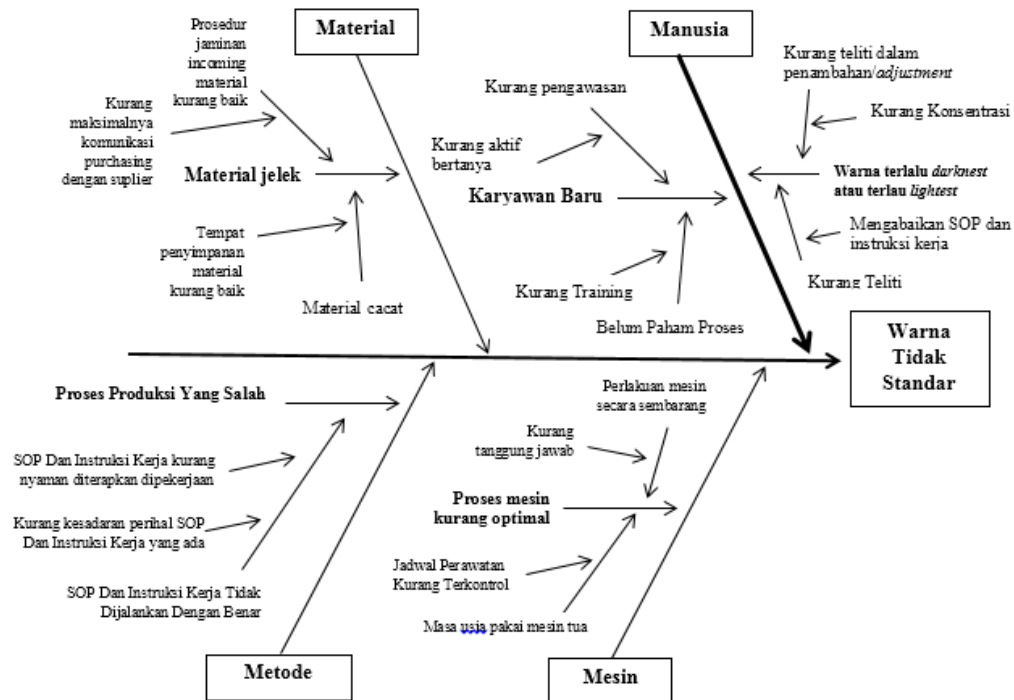 Material
Manusia
Prosedur
jaminan
incoming
material
kurang baik
Kurang
maksimalnya
komunikasi
purchasing
dengan suplier
Material jelek
Tempat
penyimpanan
material
kurang baik
Material cacat
Kurang pengawasan
Kurang aktif
bertanya
Karyawan Baru
Kurang Training
Belum Paham Proses
Kurang teliti dalam
penambahan/adjustment
Kurang Konsentrasi
Warna terlalu darknest
atau terlau lightest
Mengabaikan SOP dan
instruksi kerja
Kurang Teliti
Warna
Tidak
Standar
Proses Produksi Yang Salah
SOP Dan Instruksi Kerja kurang
nyaman diterapkan dipekerjaan
Kurang kesadaran perihal SOP
Dan Instruksi Kerja yang ada
SOP Dan Instruksi Kerja Tidak
Dijalankan Dengan Benar
Perlakuan mesin
secara sembarang
Kurang
tanggung jawab
Proses mesin
kurang optimal
Jadwal Perawatan
Kurang Terkontrol
Masa usia pakai mesin tua
Metode
Mesin